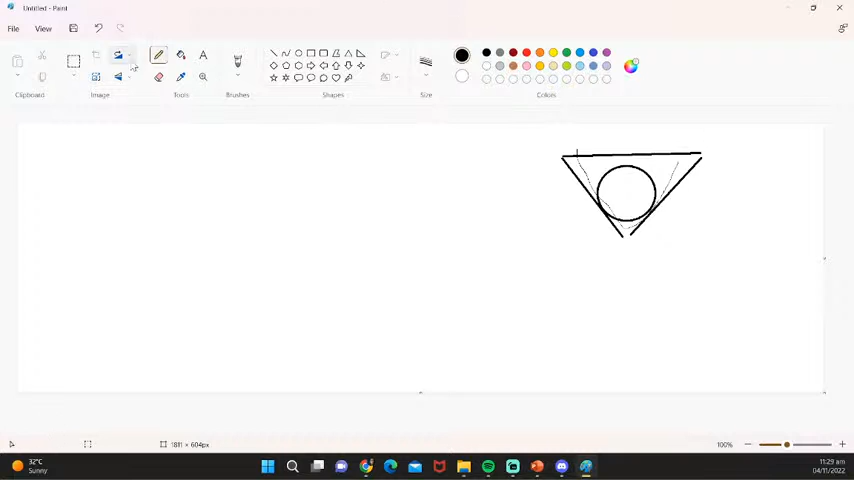 Untitled - Paint
File View
Clipboard Image Tools Brushes Shapes Size Colors
1811 × 604px 100%
32°C 11:29 am
Sunny 04/11/2022